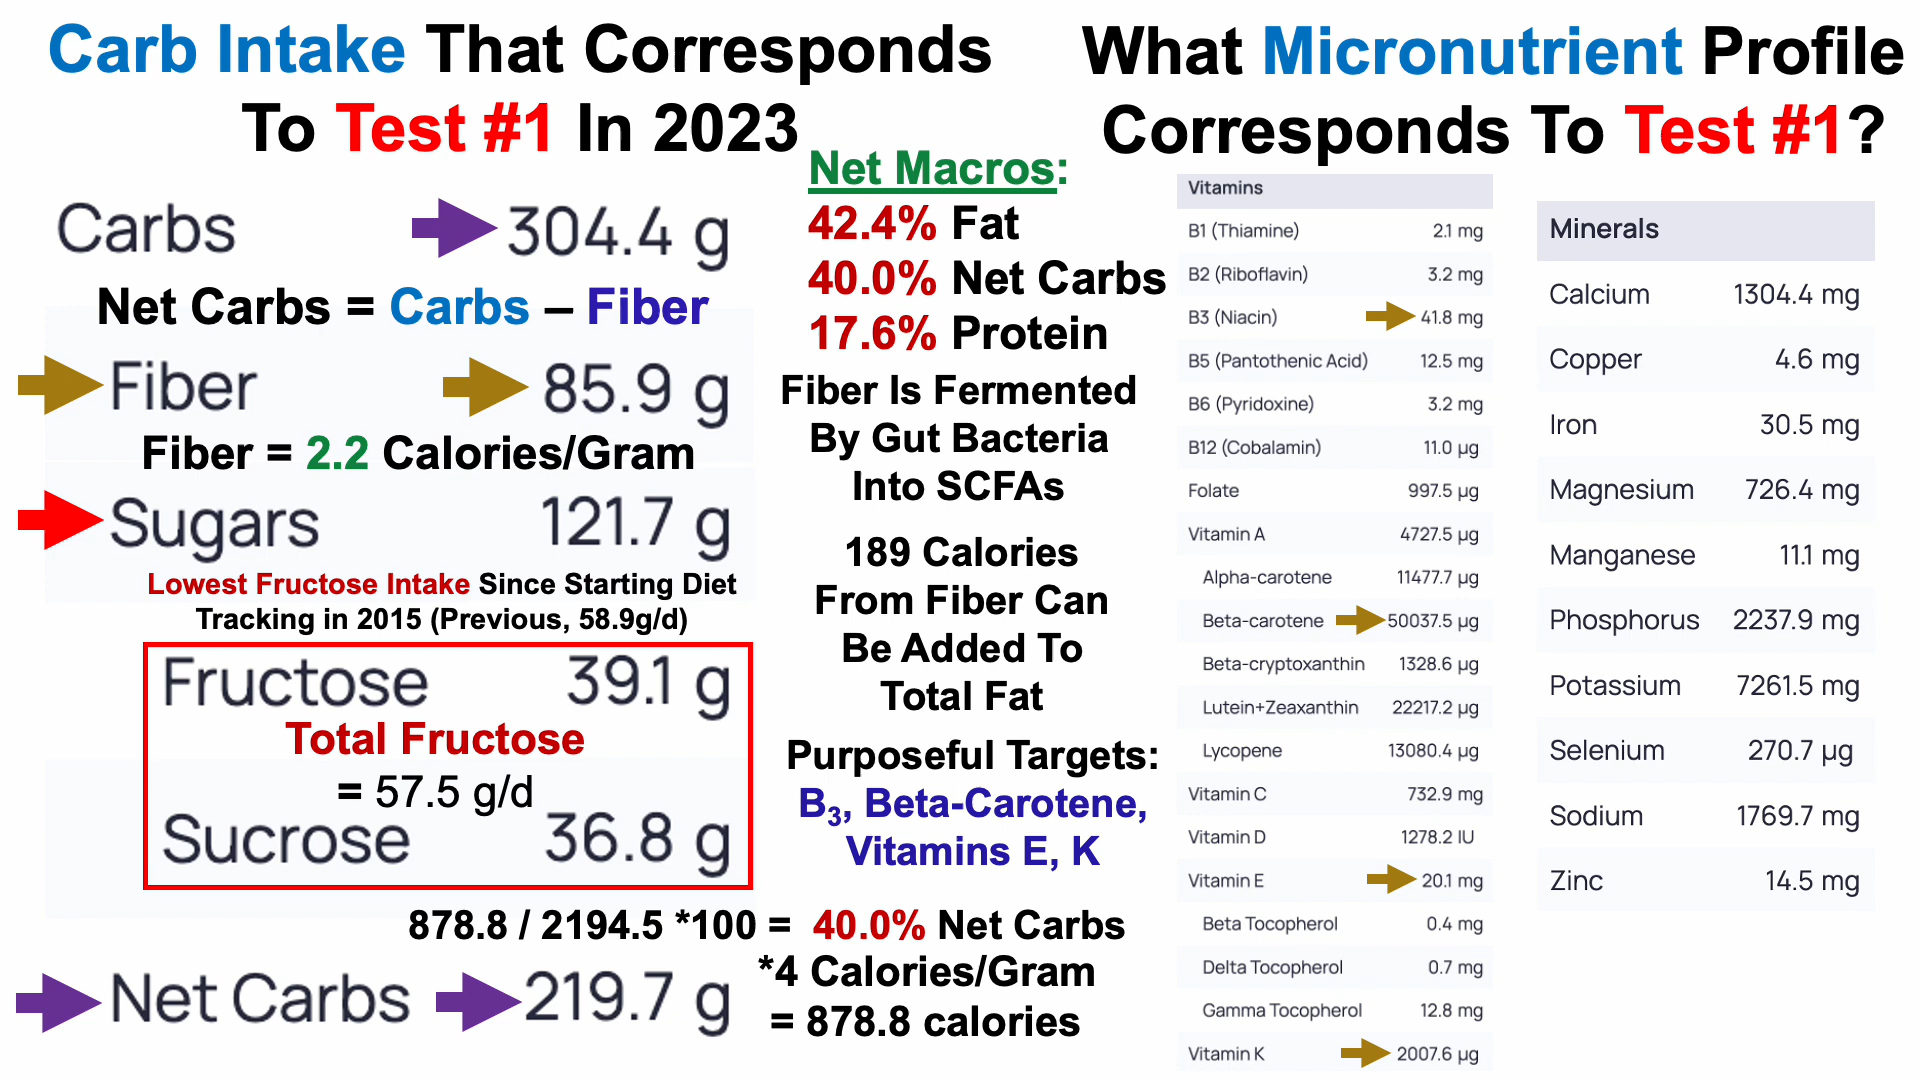 Carb Intake That Corresponds
To Test #1 In 2023
Carbs 304.4 g
Net Carbs = Carbs – Fiber
Fiber 85.9 g
Fiber = 2.2 Calories/Gram
Sugars 121.7 g
Lowest Fructose Intake Since Starting Diet
Tracking in 2015 (Previous, 58.9g/d)
Fructose 39.1 g
Total Fructose
= 57.5 g/d
Sucrose 36.8 g
878.8 / 2194.5 *100 = 40.0% Net Carbs
Net Carbs 219.7 g
*4 Calories/Gram
= 878.8 calories
Net Macros:
42.4% Fat
40.0% Net Carbs
17.6% Protein
Fiber Is Fermented
By Gut Bacteria
Into SCFAs
189 Calories
From Fiber Can
Be Added To
Total Fat
Purposeful Targets:
B3, Beta-Carotene,
Vitamins E, K
What Micronutrient Profile
Corresponds To Test #1?
Vitamins
B1 (Thiamine) 2.1 mg
B2 (Riboflavin) 3.2 mg
B3 (Niacin) 41.8 mg
B5 (Pantothenic Acid) 12.5 mg
B6 (Pyridoxine) 3.2 mg
B12 (Cobalamin) 11.0 µg
Folate 997.5 µg
Vitamin A 4727.5 µg
Alpha-carotene 11477.7 µg
Beta-carotene 50037.5 µg
Beta-cryptoxanthin 1328.6 µg
Lutein+Zeaxanthin 22217.2 µg
Lycopene 13080.4 µg
Vitamin C 732.9 mg
Vitamin D 1278.2 IU
Vitamin E 20.1 mg
Beta Tocopherol 0.4 mg
Delta Tocopherol 0.7 mg
Gamma Tocopherol 12.8 mg
Vitamin K 2007.6 µg
Minerals
Calcium 1304.4 mg
Copper 4.6 mg
Iron 30.5 mg
Magnesium 726.4 mg
Manganese 11.1 mg
Phosphorus 2237.9 mg
Potassium 7261.5 mg
Selenium 270.7 µg
Sodium 1769.7 mg
Zinc 14.5 mg